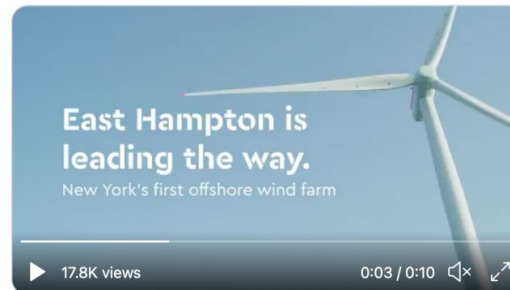 East Hampton is
leading the way.
New York's first offshore wind farm
17.8K views 0:03 / 0:10